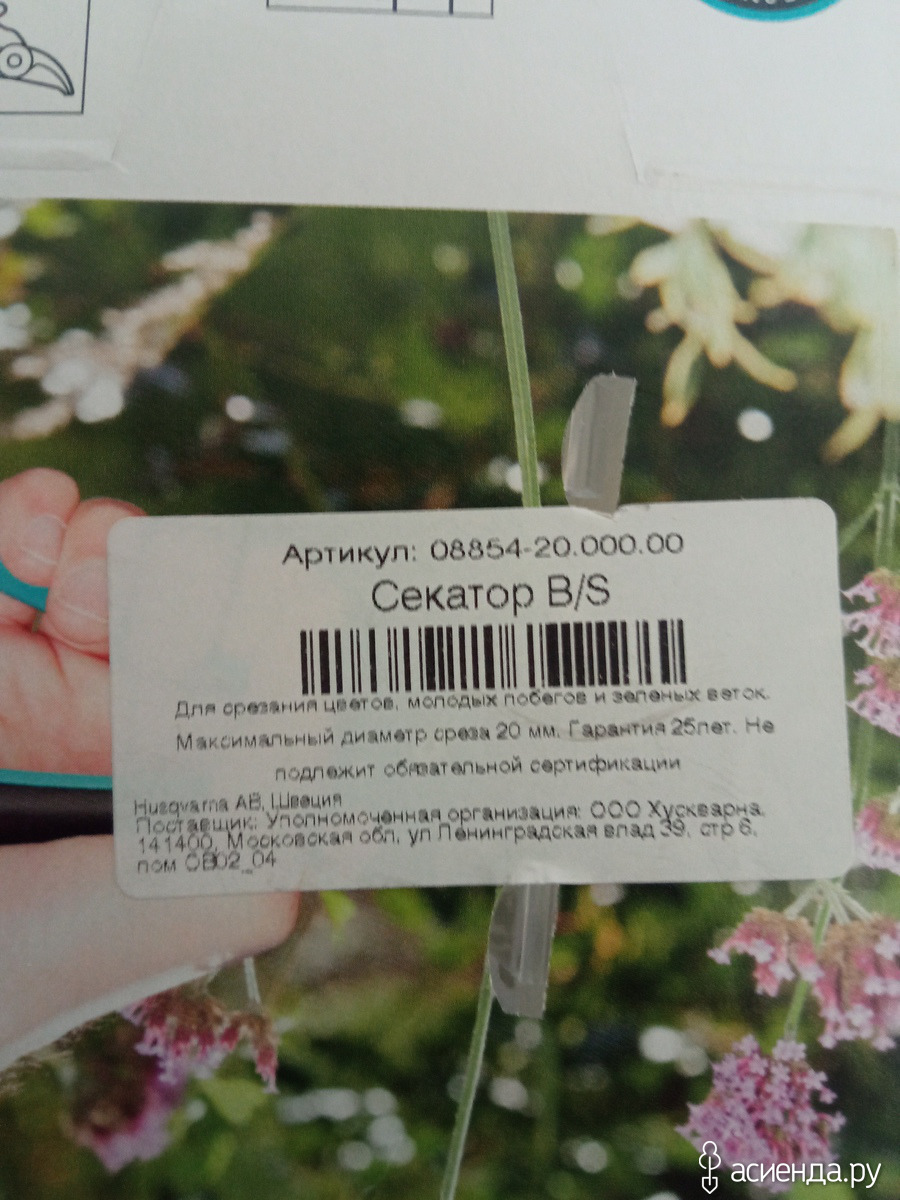 Артикул: 08854-20.000.00
Секатор B/S
Для срезания цветов, молодых побегов и зеленых веток.
Максимальный диаметр среза 20 мм. Гарантия 25лет. Не
подлежит обязательной сертификации
Husqvarna AB, Швеция
Поставщик: Уполномоченная организация: ООО Хускварна,
141400, Московская обл, ул Ленинградская влад 39, стр 6,
пом ОВ02_04
асиенда.ру